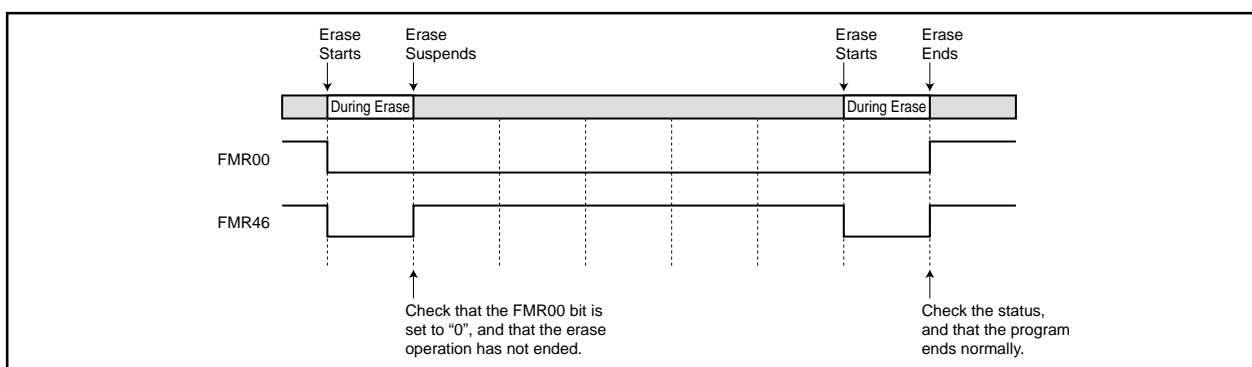 Erase
Starts
Erase
Suspends
Erase
Starts
Erase
Ends
During Erase
During Erase
FMR00
FMR46
Check that the FMR00 bit is
set to “0”, and that the erase
operation has not ended.
Check the status,
and that the program
ends normally.